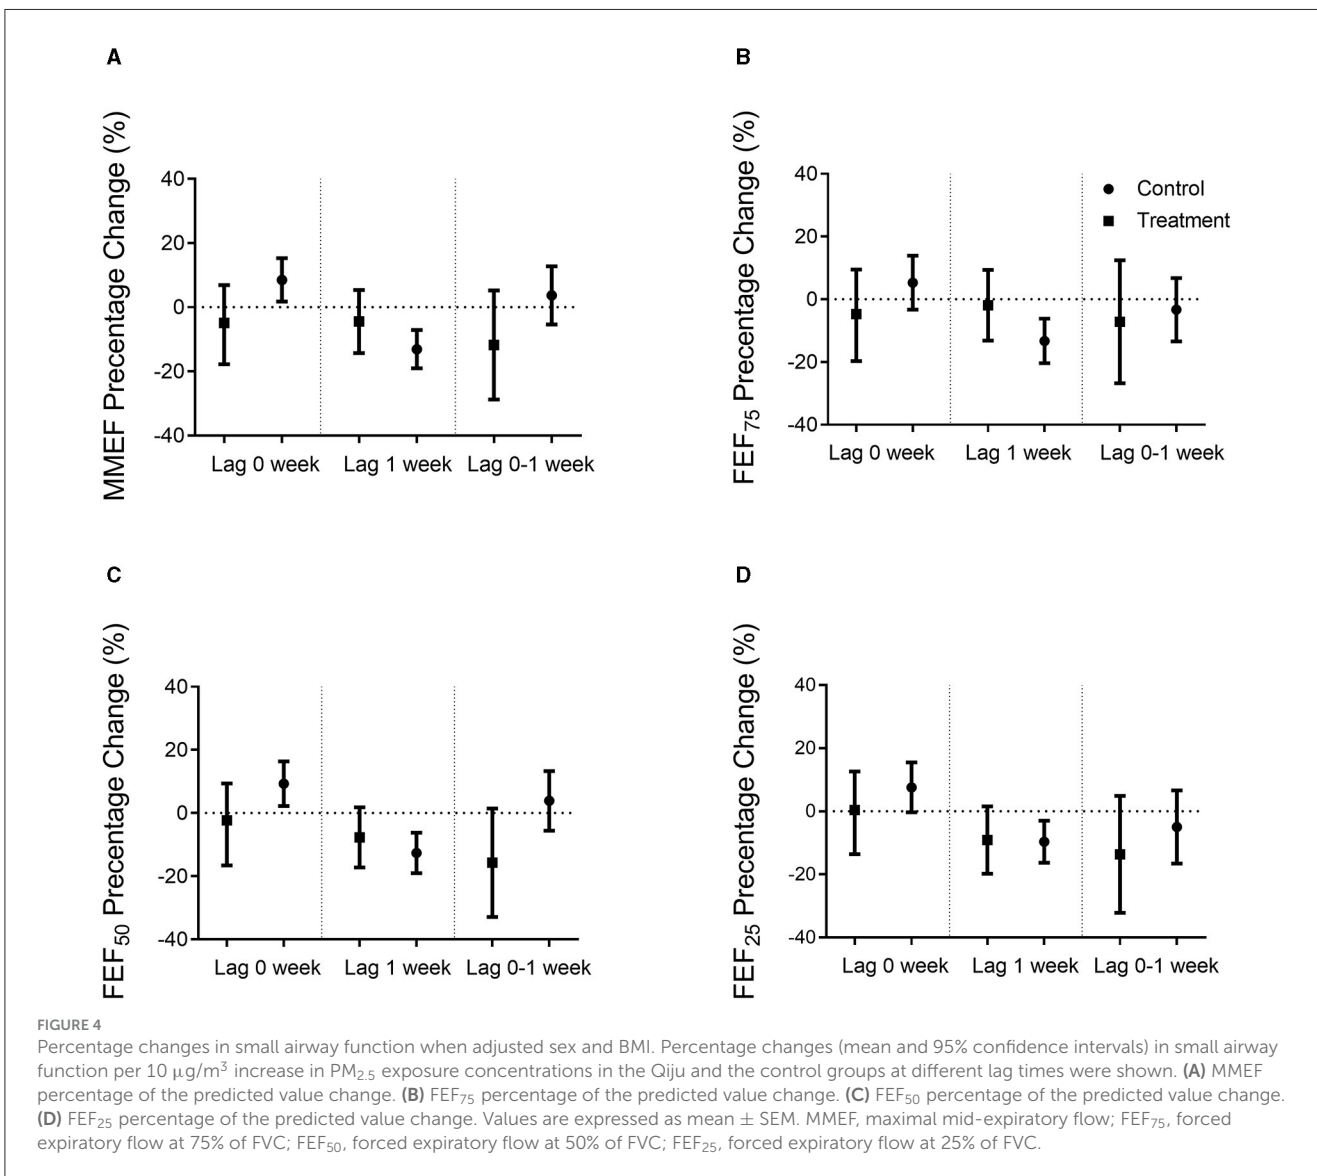 A
MMEF Precentage Change (%)
40
20
0
-20
-40
Lag 0 week
Lag 1 week
Lag 0-1 week
B
FEF75 Precentage Change (%)
40
20
0
-20
-40
Control
Treatment
Lag 0 week
Lag 1 week
Lag 0-1 week
C
FEF50 Precentage Change (%)
40
20
0
-20
-40
Lag 0 week
Lag 1 week
Lag 0-1 week
D
FEF25 Precentage Change (%)
40
20
0
-20
-40
Lag 0 week
Lag 1 week
Lag 0-1 week
FIGURE 4
Percentage changes in small airway function when adjusted sex and BMI. Percentage changes (mean and 95% confidence intervals) in small airway
function per 10 μg/m³ increase in PM2.5 exposure concentrations in the Qiju and the control groups at different lag times were shown. (A) MMEF
percentage of the predicted value change. (B) FEF75 percentage of the predicted value change. (C) FEF50 percentage of the predicted value change.
(D) FEF25 percentage of the predicted value change. Values are expressed as mean ± SEM. MMEF, maximal mid-expiratory flow; FEF75, forced
expiratory flow at 75% of FVC; FEF50, forced expiratory flow at 50% of FVC; FEF25, forced expiratory flow at 25% of FVC.